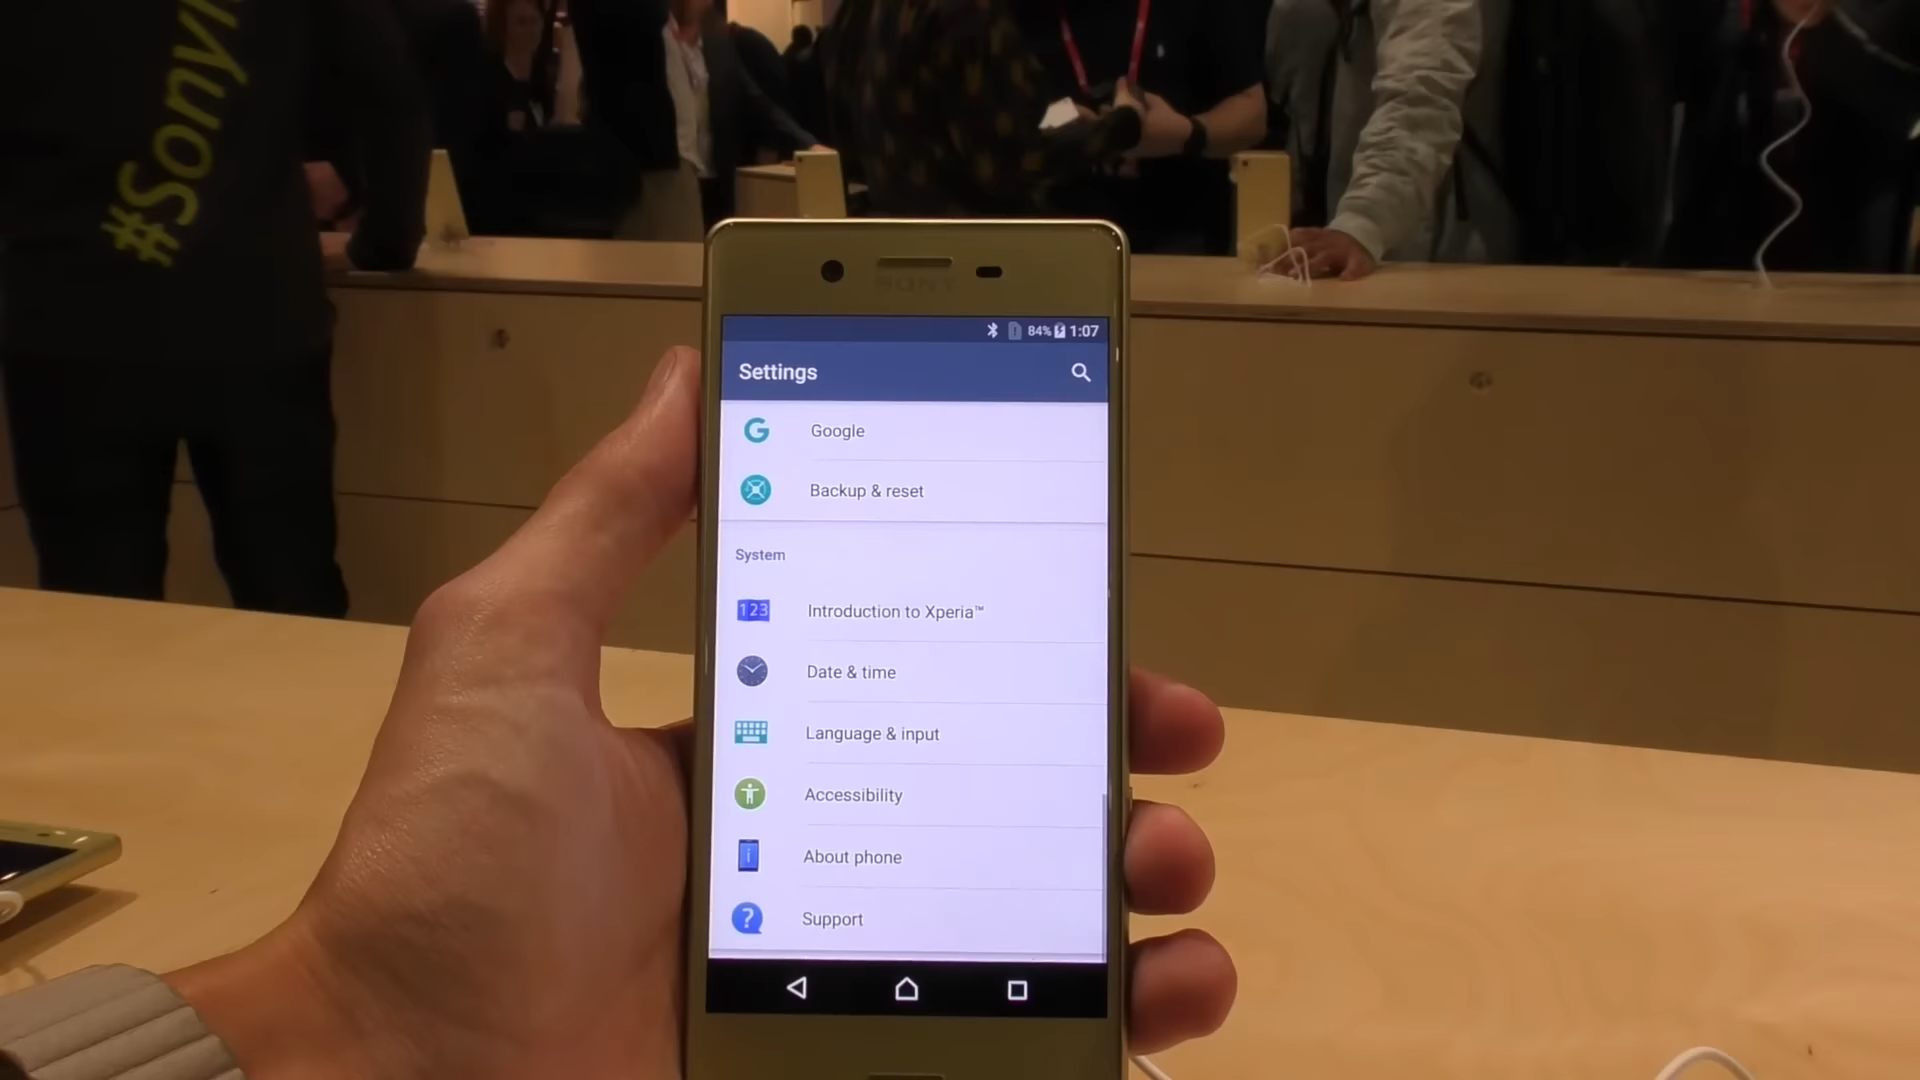 #Sony
SONY
84% 1:07
Settings
Google
Backup & reset
System
123 Introduction to Xperia™
Date & time
Language & input
Accessibility
i About phone
? Support